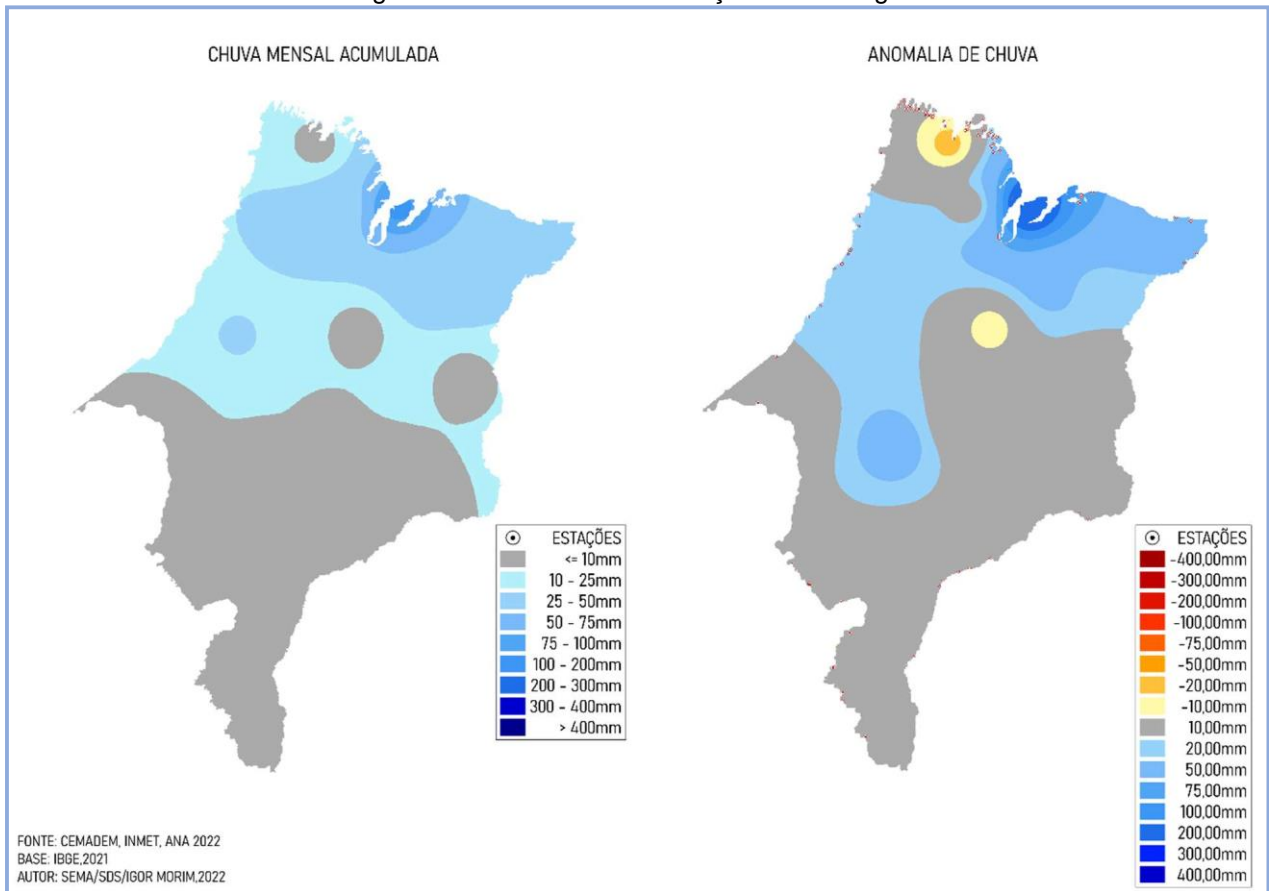 CHUVA MENSAL ACUMULADA
ANOMALIA DE CHUVA
ESTAÇÕES
<= 10mm
10 - 25mm
25 - 50mm
50 - 75mm
75 - 100mm
100 - 200mm
200 - 300mm
300 - 400mm
> 400mm
ESTAÇÕES
-400,00mm
-300,00mm
-200,00mm
-100,00mm
-75,00mm
-50,00mm
-20,00mm
-10,00mm
10,00mm
20,00mm
50,00mm
75,00mm
100,00mm
200,00mm
300,00mm
400,00mm
FONTE: CEMADEM, INMET, ANA 2022
BASE: IBGE,2021
AUTOR: SEMA/SDS/IGOR MORIM,2022